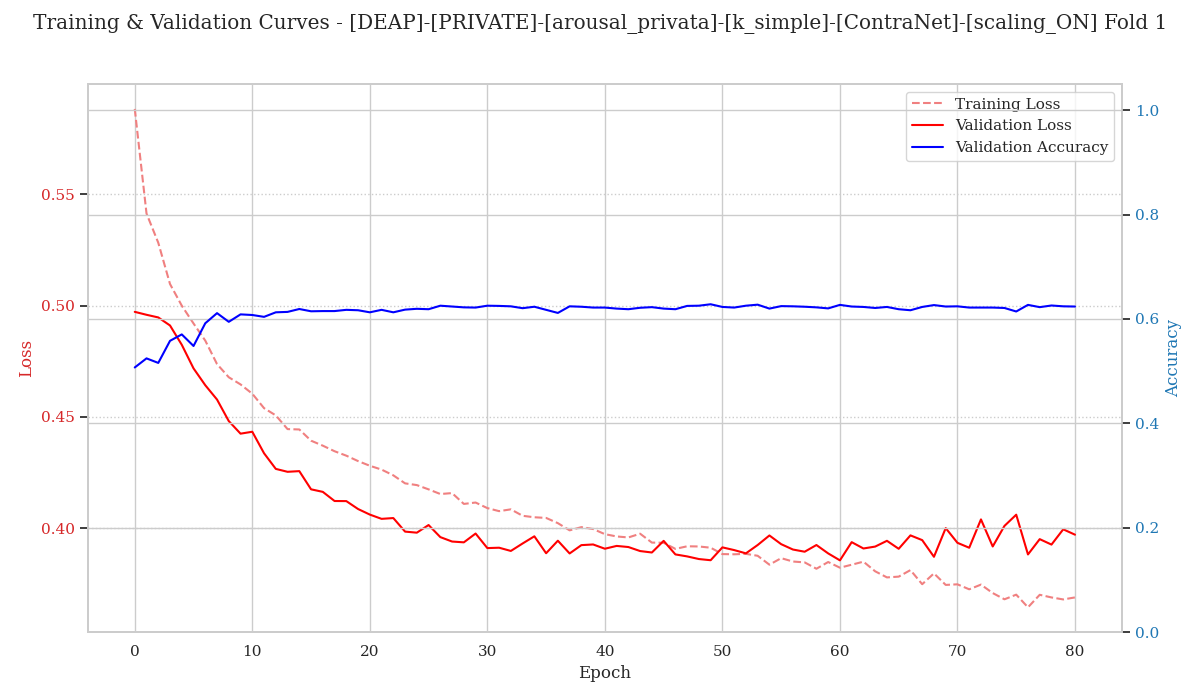 Training & Validation Curves - [DEAP]-[PRIVATE]-[arousal_privata]-[k_simple]-[ContraNet]-[scaling_ON] Fold 1
Training Loss
Validation Loss
Validation Accuracy
0.55
0.50
0.45
0.40
Loss
1.0
0.8
0.6
0.4
0.2
0.0
Accuracy
0 10 20 30 40 50 60 70 80
Epoch